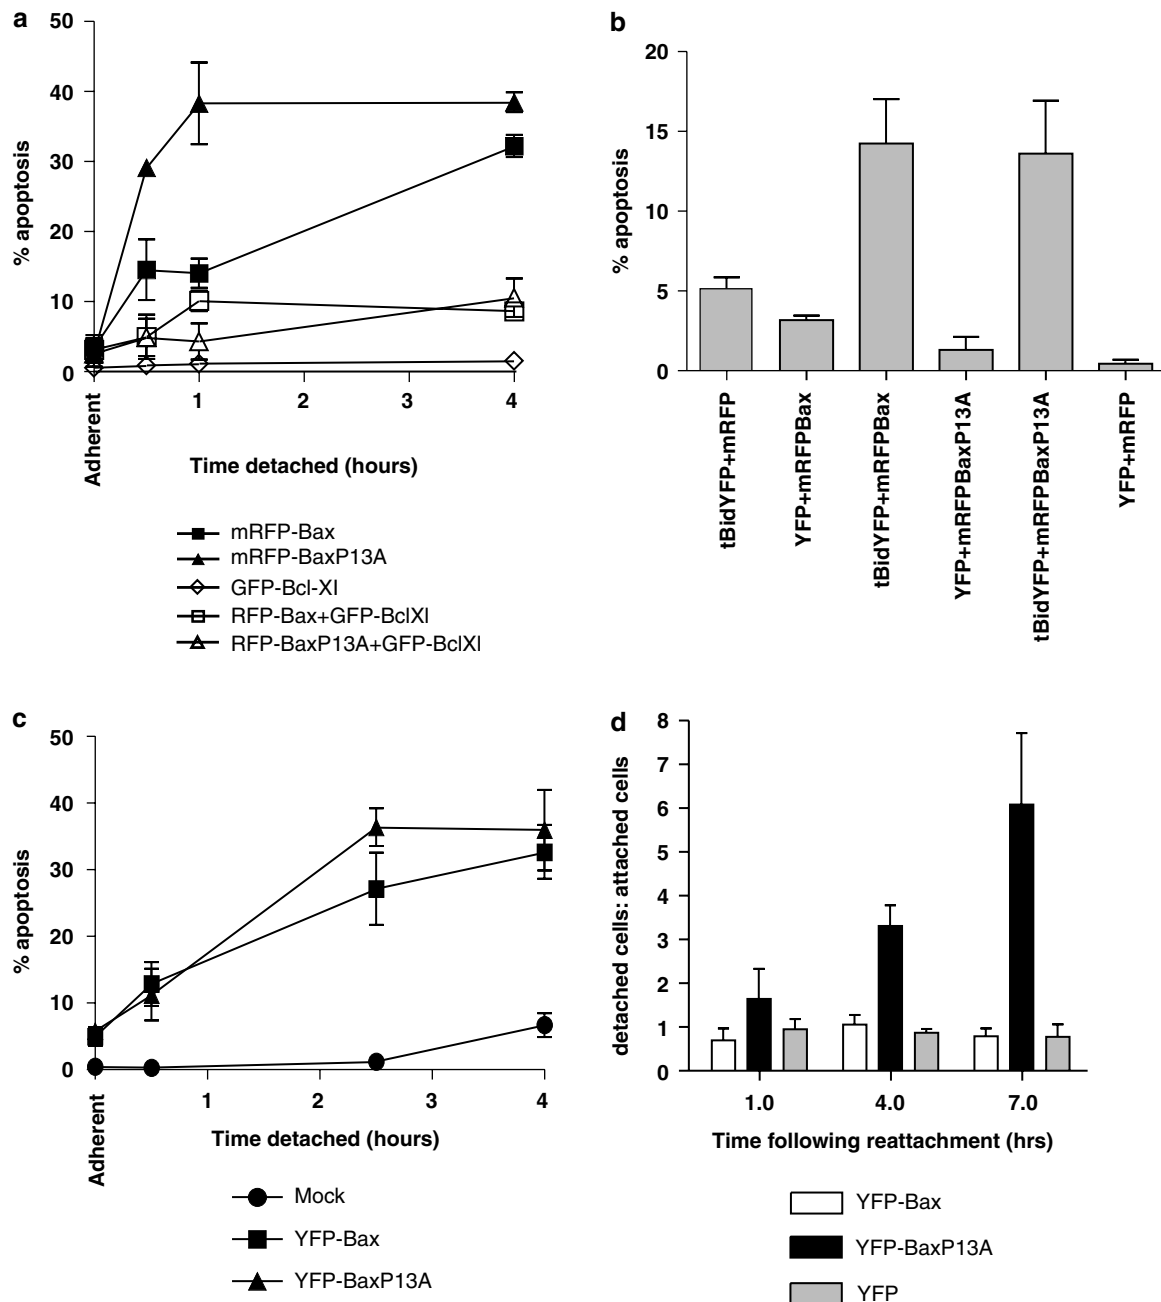 a
50
40
30
20
10
0
% apoptosis
Adherent
1
2
3
4
Time detached (hours)
mRFP-Bax
mRFP-BaxP13A
GFP-Bcl-Xl
RFP-Bax+GFP-BclXl
RFP-BaxP13A+GFP-BclXl
b
20
15
10
5
0
% apoptosis
tBidYFP+mRFP
YFP+mRFPBax
tBidYFP+mRFPBax
YFP+mRFPBaxP13A
tBidYFP+mRFPBaxP13A
YFP+mRFP
c
50
40
30
20
10
0
% apoptosis
Adherent
1
2
3
4
Time detached (hours)
Mock
YFP-Bax
YFP-BaxP13A
d
8
7
6
5
4
3
2
1
0
detached cells: attached cells
1.0
4.0
7.0
Time following reattachment (hrs)
YFP-Bax
YFP-BaxP13A
YFP